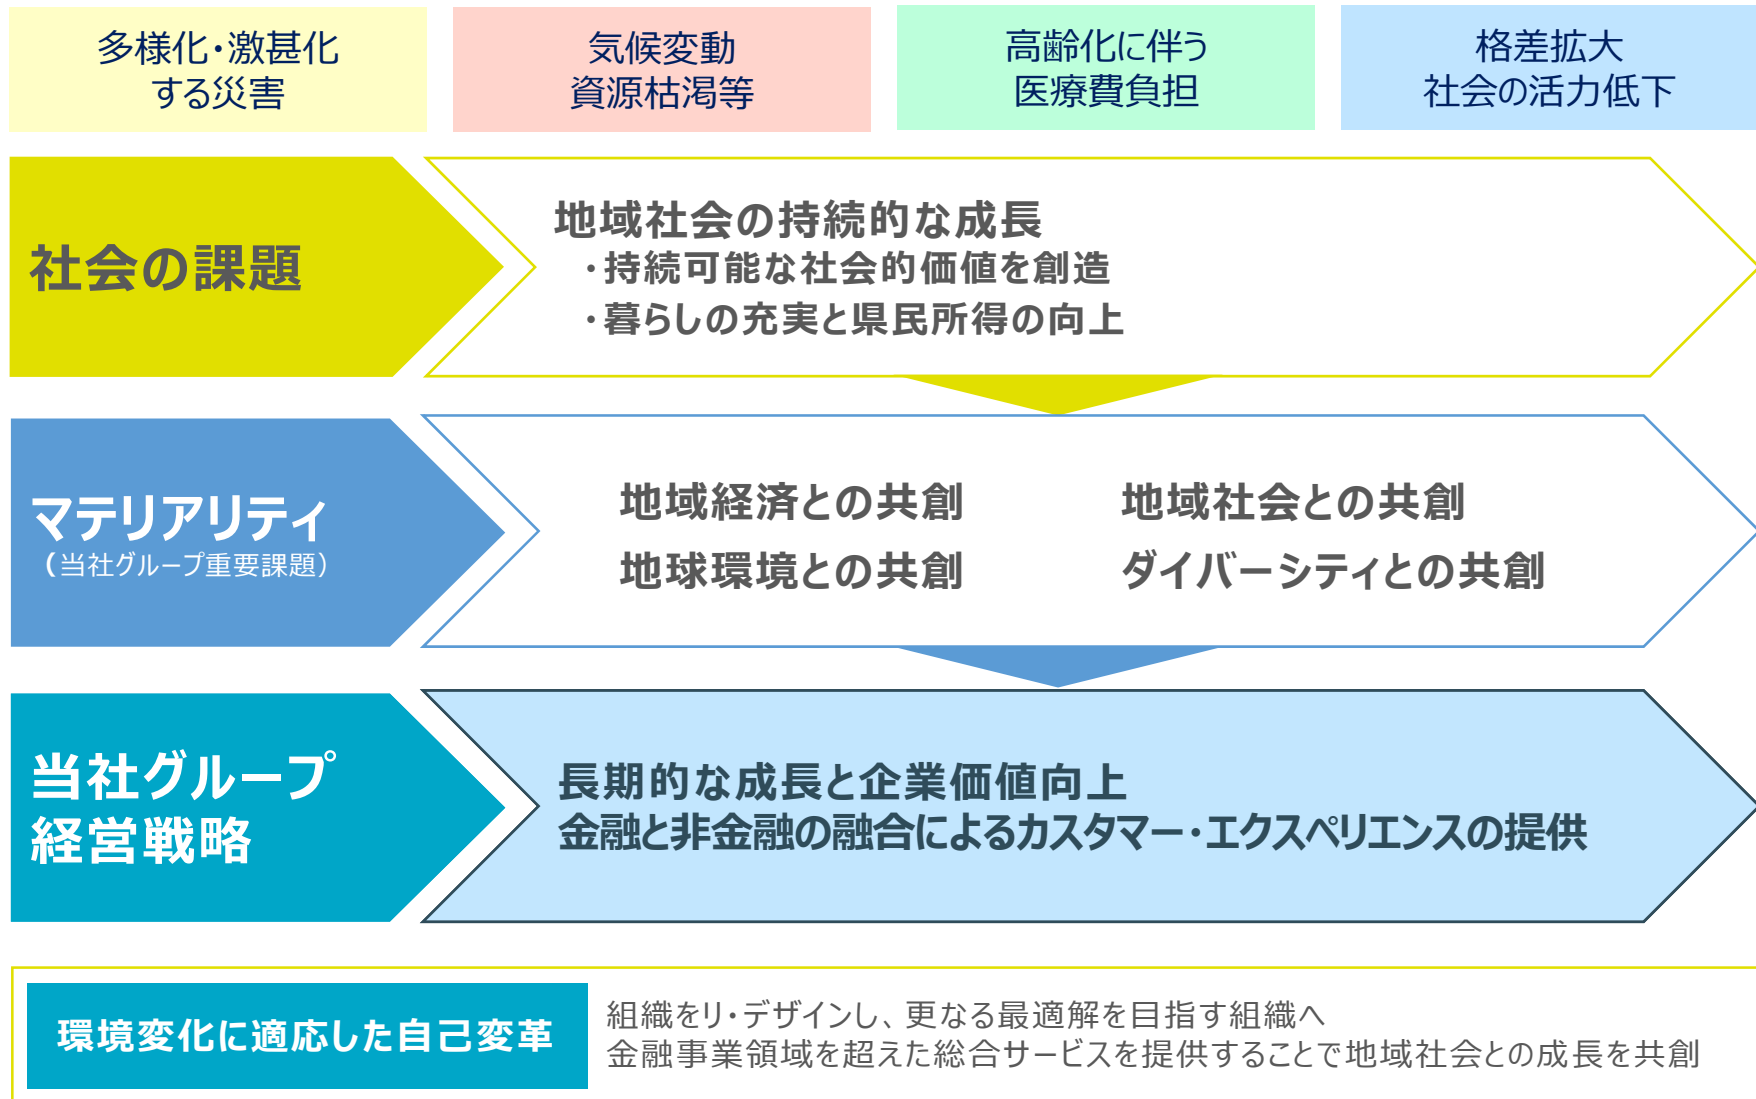 多様化・激甚化
する災害
気候変動
資源枯渇等
高齢化に伴う
医療費負担
格差拡大
社会の活力低下
社会の課題
地域社会の持続的な成長
・持続可能な社会的価値を創造
・暮らしの充実と県民所得の向上
マテリアリティ
（当社グループ重要課題）
地域経済との共創
地域社会との共創
地球環境との共創
ダイバーシティとの共創
当社グループ
経営戦略
長期的な成長と企業価値向上
金融と非金融の融合によるカスタマー・エクスペリエンスの提供
環境変化に適応した自己変革
組織をリ・デザインし、更なる最適解を目指す組織へ
金融事業領域を超えた総合サービスを提供することで地域社会との成長を共創